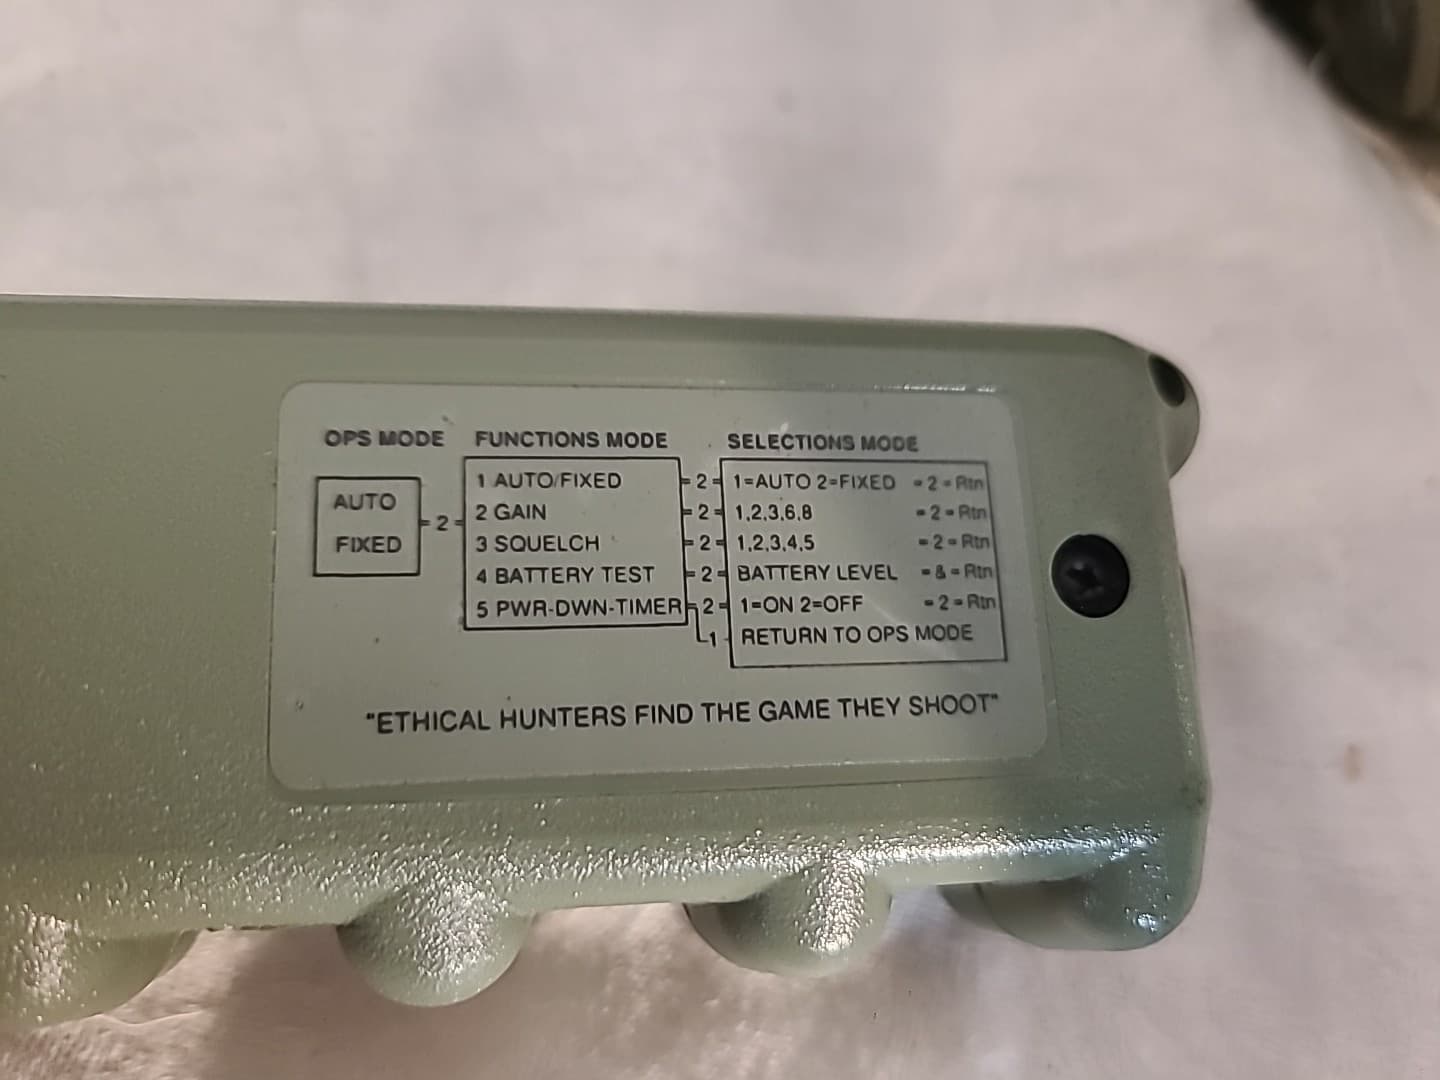 OPS MODE FUNCTIONS MODE SELECTIONS MODE
AUTO
FIXED
=2=
1 AUTO/FIXED =2= 1=AUTO 2=FIXED =2=Rtn
2 GAIN =2= 1,2,3,6,8 =2=Rtn
3 SQUELCH =2= 1,2,3,4,5 =2=Rtn
4 BATTERY TEST =2= BATTERY LEVEL =&=Rtn
5 PWR-DWN-TIMER =2= 1=ON 2=OFF =2=Rtn
1 RETURN TO OPS MODE
"ETHICAL HUNTERS FIND THE GAME THEY SHOOT"